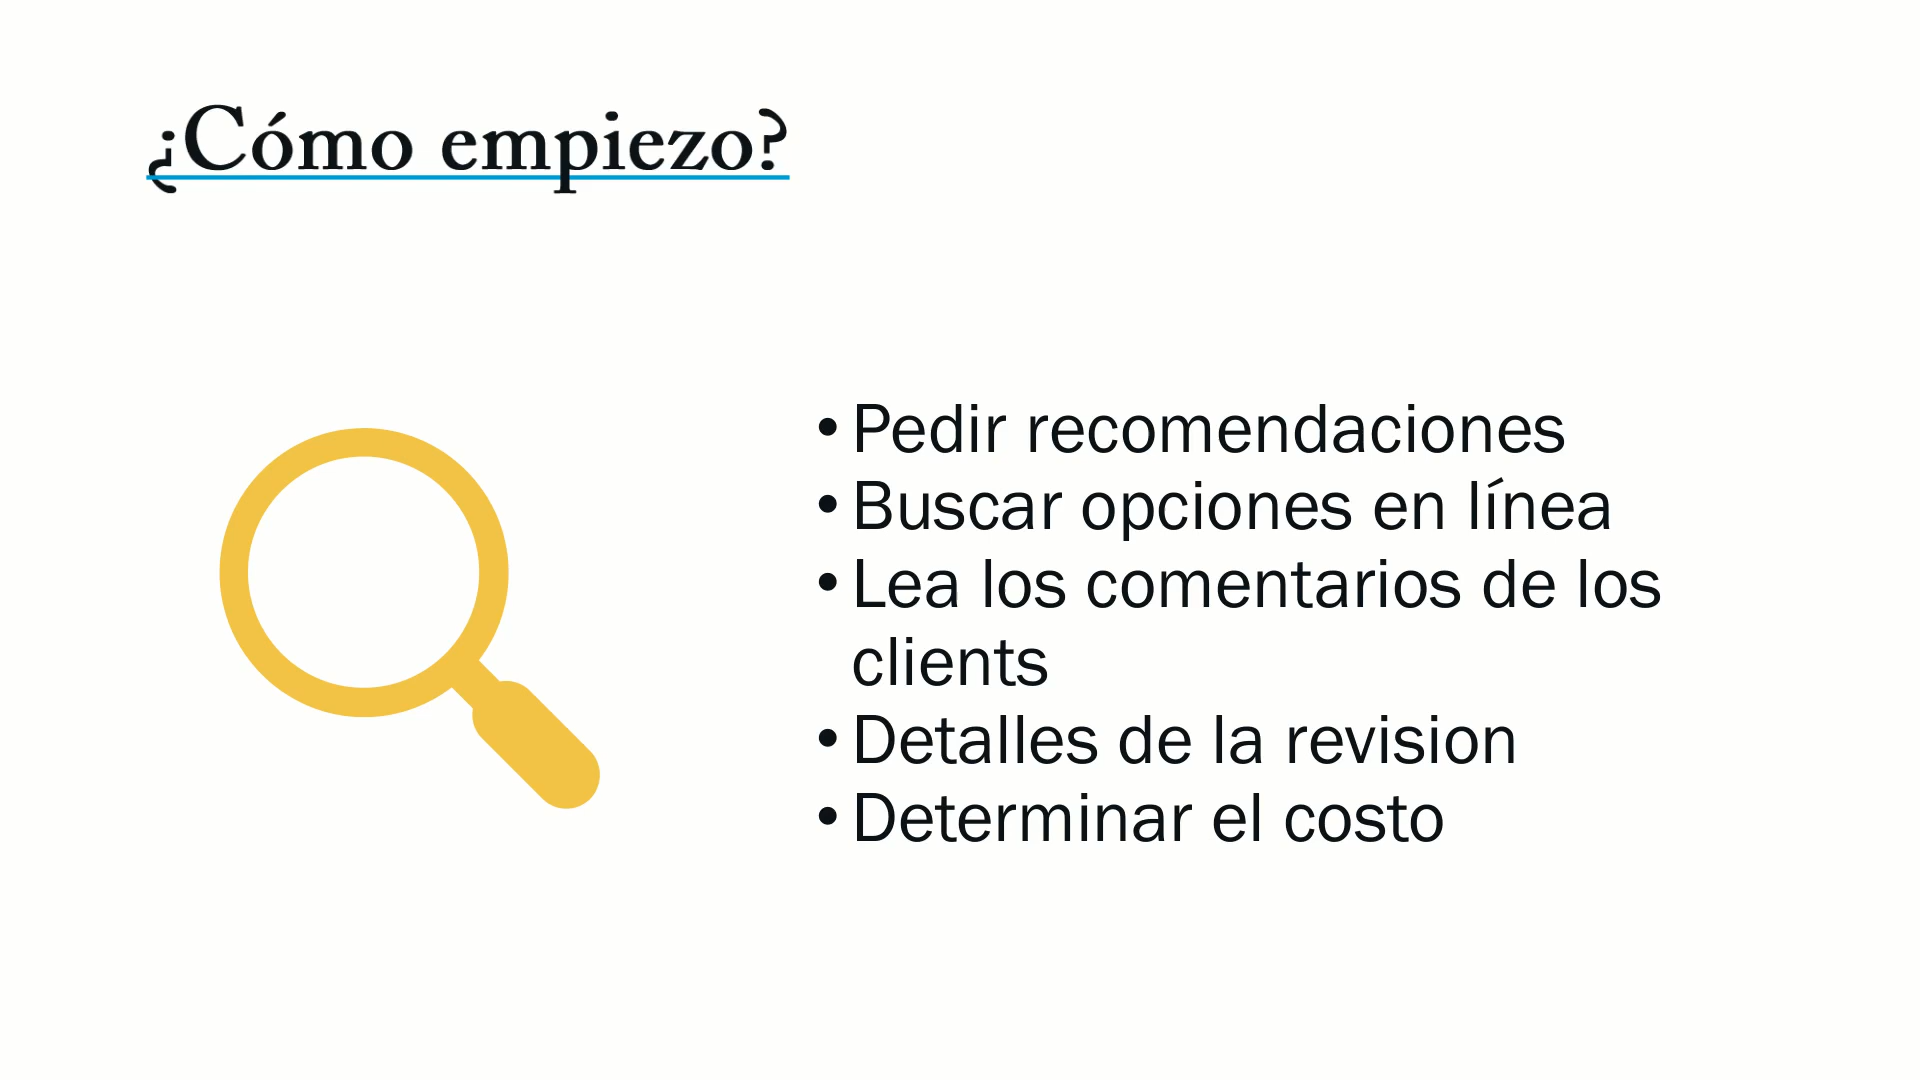 ¿Cómo empiezo?
• Pedir recomendaciones
• Buscar opciones en línea
• Lea los comentarios de los
clients
• Detalles de la revision
• Determinar el costo